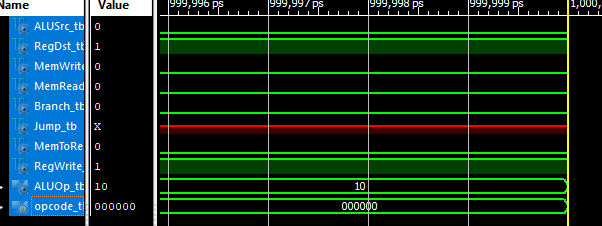 Name Value 999,996 ps 999,997 ps 999,998 ps 999,999 ps 1,000,
ALUSrc_tb 0
RegDst_tb 1
MemWrite 0
MemRead 0
Branch_tb 0
Jump_tb X
MemToRe 0
RegWrite_ 1
ALUOp_tb 10 10
opcode_t 000000 000000